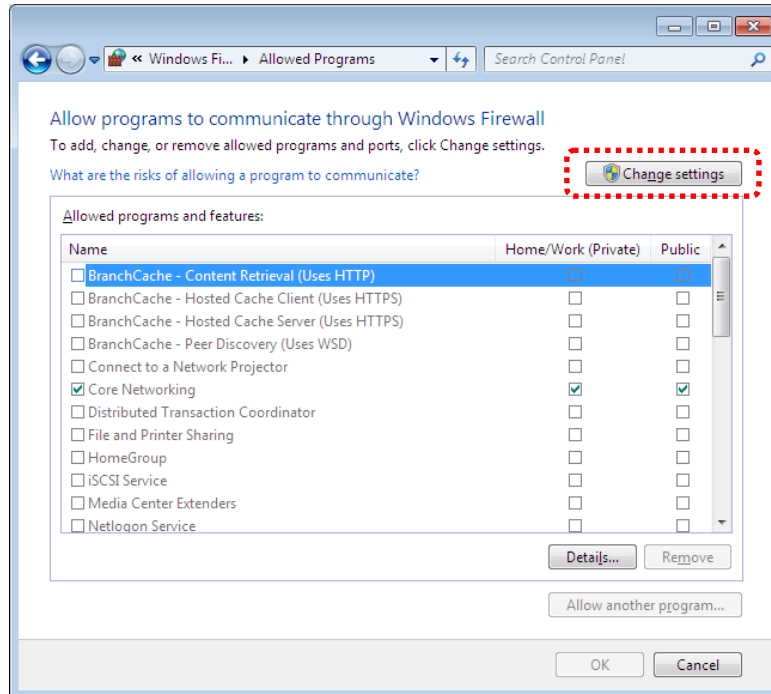 « Windows Fi... Allowed Programs
Search Control Panel
Allow programs to communicate through Windows Firewall
To add, change, or remove allowed programs and ports, click Change settings.
What are the risks of allowing a program to communicate?
Change settings
Allowed programs and features:
Name Home/Work (Private) Public
BranchCache - Content Retrieval (Uses HTTP)
BranchCache - Hosted Cache Client (Uses HTTPS)
BranchCache - Hosted Cache Server (Uses HTTPS)
BranchCache - Peer Discovery (Uses WSD)
Connect to a Network Projector
Core Networking
Distributed Transaction Coordinator
File and Printer Sharing
HomeGroup
iSCSI Service
Media Center Extenders
Netlogon Service
Details... Remove
Allow another program...
OK Cancel